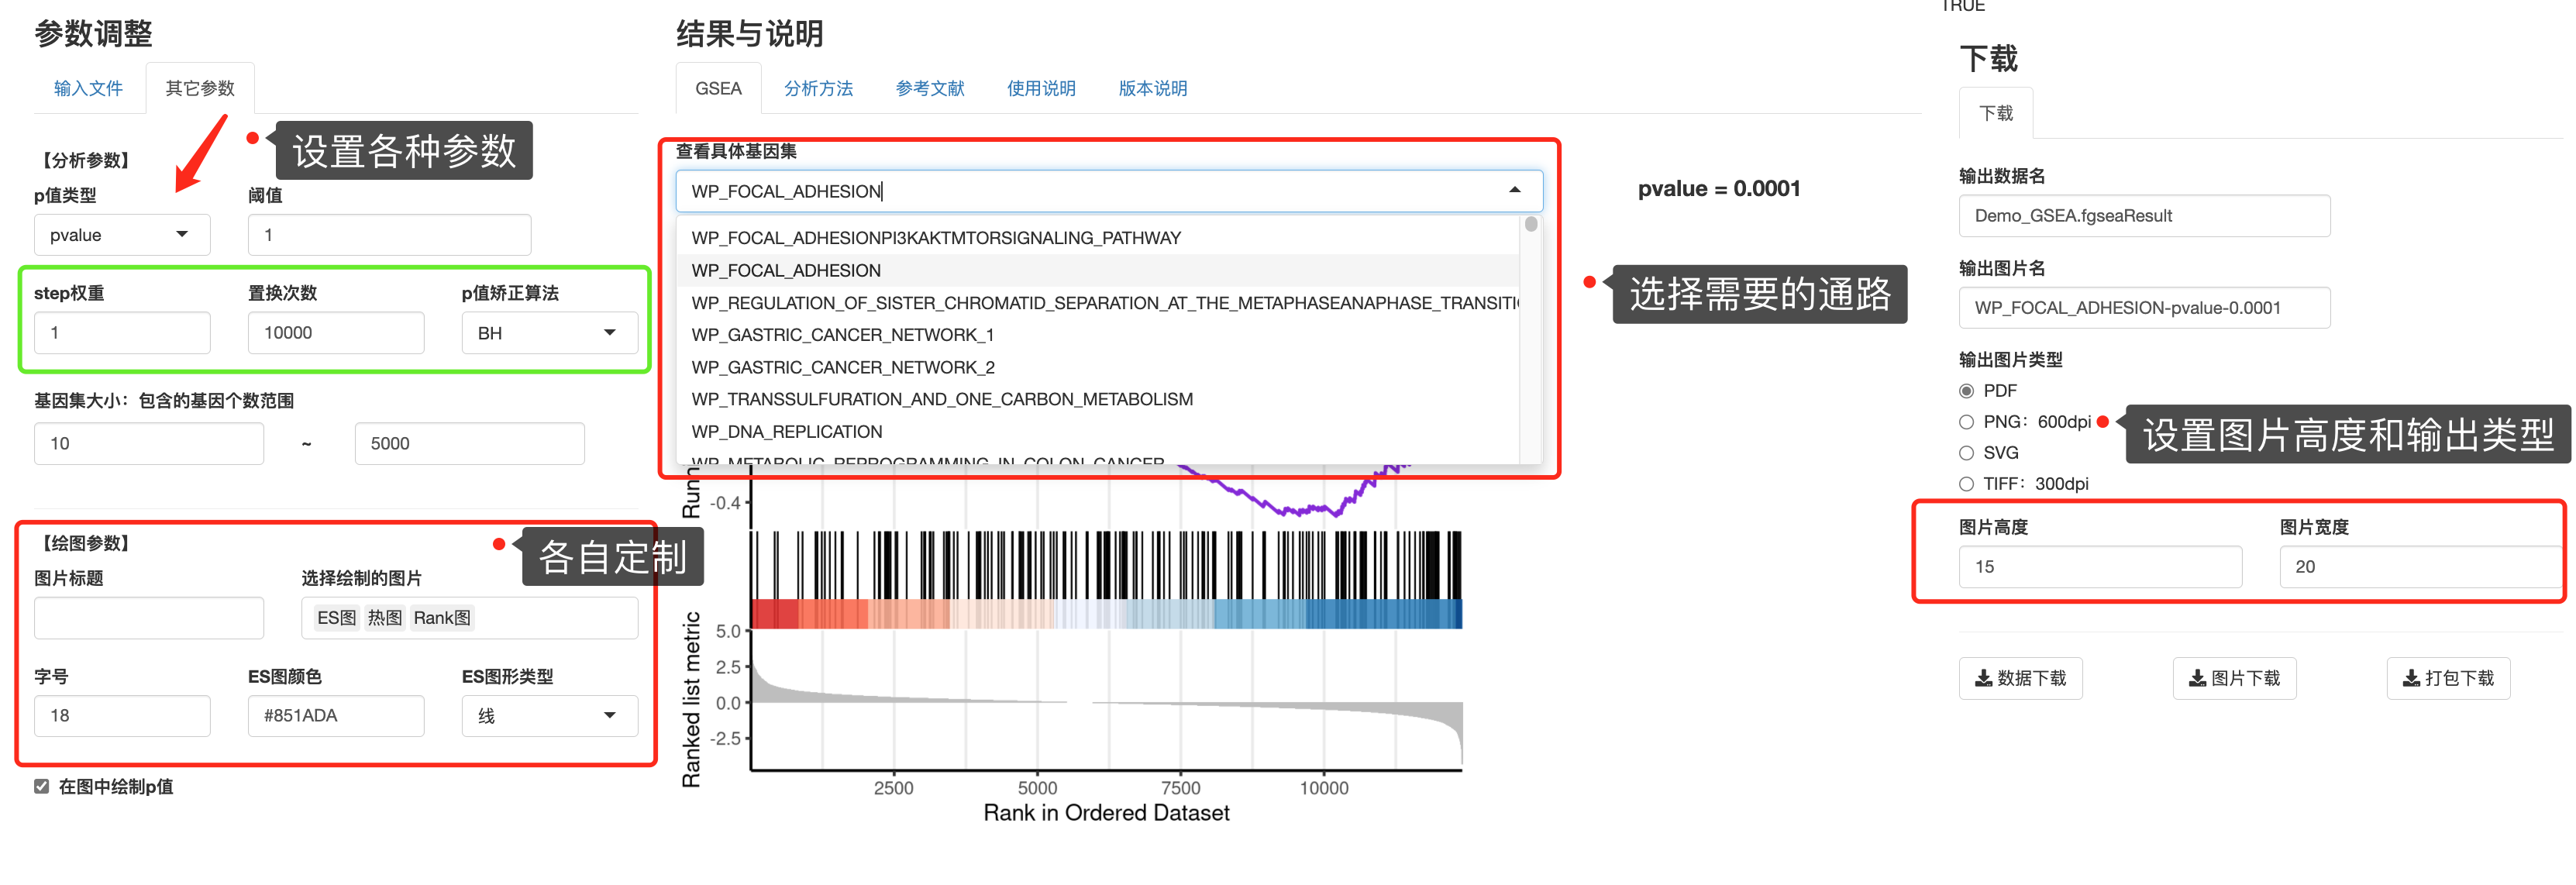 参数调整
输入文件
其它参数
设置各种参数
【分析参数】
p值类型
阈值
pvalue
1
step权重
置换次数
p值矫正算法
1
10000
BH
基因集大小：包含的基因个数范围
10
~
5000
【绘图参数】
各自定制
图片标题
选择绘制的图片
ES图 热图 Rank图
字号
ES图颜色
ES图形类型
18
#851ADA
线
在图中绘制p值
结果与说明
GSEA
分析方法
参考文献
使用说明
版本说明
查看具体基因集
WP_FOCAL_ADHESION
pvalue = 0.0001
WP_FOCAL_ADHESIONPI3KAKTMTORSIGNALING_PATHWAY
WP_FOCAL_ADHESION
WP_REGULATION_OF_SISTER_CHROMATID_SEPARATION_AT_THE_METAPHASEANAPHASE_TRANSITI
WP_GASTRIC_CANCER_NETWORK_1
WP_GASTRIC_CANCER_NETWORK_2
WP_TRANSSULFURATION_AND_ONE_CARBON_METABOLISM
WP_DNA_REPLICATION
WP_METABOLIC_REPROGRAMMING_IN_COLON_CANCER
选择需要的通路
Runn
-0.4
Ranked list metric
5.0
2.5
0.0
-2.5
2500
5000
7500
10000
Rank in Ordered Dataset
TRUE
下载
下载
输出数据名
Demo_GSEA.fgseaResult
输出图片名
WP_FOCAL_ADHESION-pvalue-0.0001
输出图片类型
PDF
PNG：600dpi
SVG
TIFF：300dpi
设置图片高度和输出类型
图片高度
图片宽度
15
20
数据下载
图片下载
打包下载